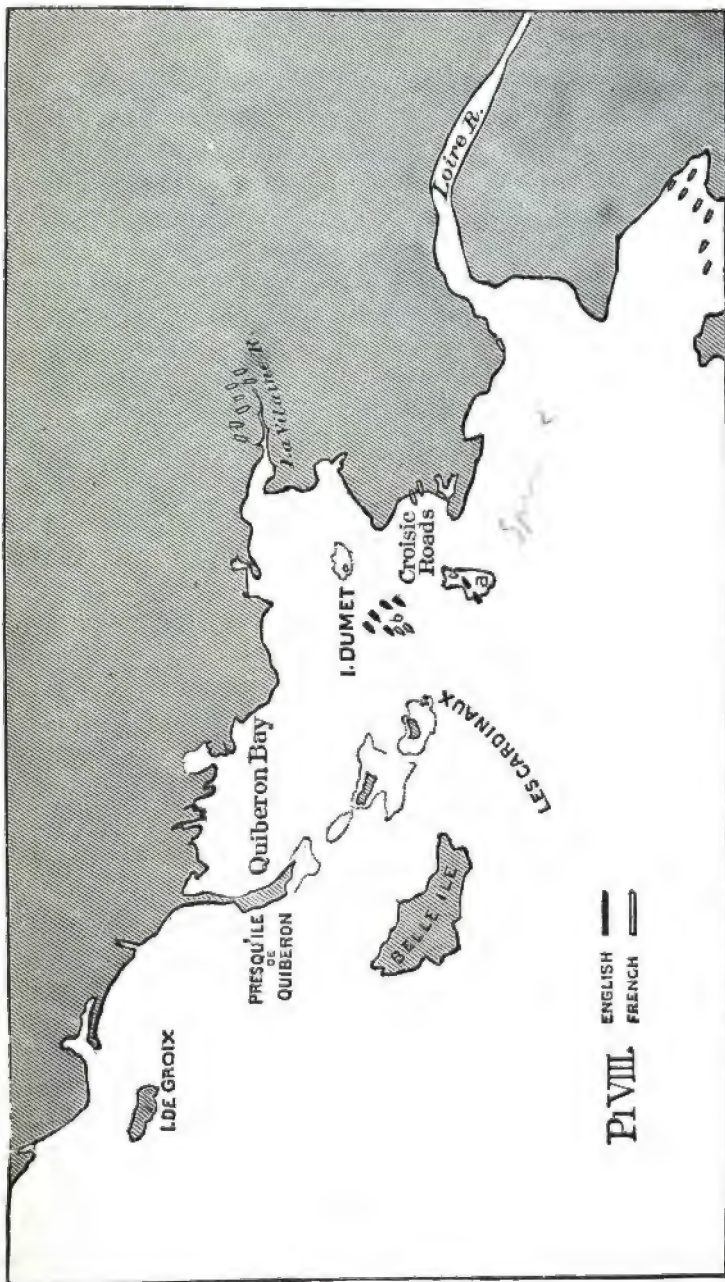 Loire R.
La Vilaine R.
Croisic
Roads
I. DUMET
b
a
Quiberon Bay
LES CARDINAUX
PRESQU'ILE
DE
QUIBERON
BELLE ILE
I. DE GROIX
Pl VIII.
ENGLISH
FRENCH